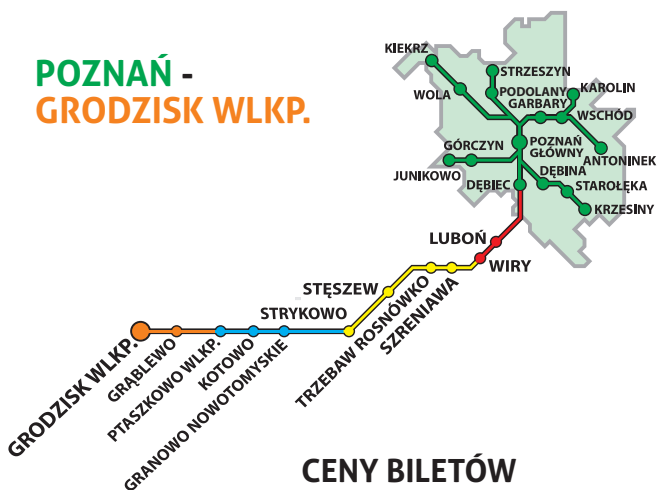 POZNAŃ -
GRODZISK WLKP.
KIEKRZ
STRZESZYN
WOLA
PODOLANY
KAROLIN
GARBARY
WSCHÓD
GÓRCZYN
POZNAŃ
GŁÓWNY
ANTONINEK
JUNIKOWO
DĘBINA
DĘBIEC
STAROŁĘKA
KRZESINY
LUBOŃ
WIRY
STĘSZEW
SZRENIAWA
TRZEBAW ROSNÓWKO
STRYKOWO
GRANOWO NOWOTOMYSKIE
KOTOWO
PTASZKOWO WLKP.
GRĄBLEWO
GRODZISK WLKP.
CENY BILETÓW